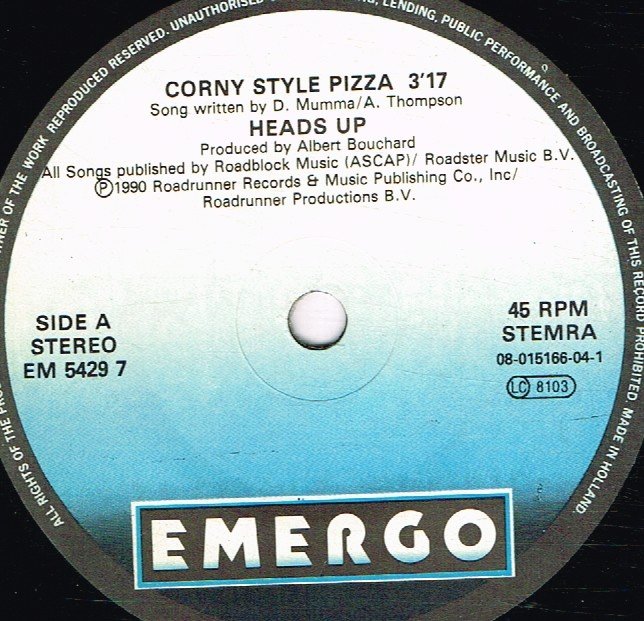 CORNY STYLE PIZZA 3'17
Song written by D. Mumma/A. Thompson
HEADS UP
Produced by Albert Bouchard
All Songs published by Roadblock Music (ASCAP)/ Roadster Music B.V.
Ⓟ1990 Roadrunner Records & Music Publishing Co., Inc/
Roadrunner Productions B.V.
SIDE A
STEREO
EM 5429 7
45 RPM
STEMRA
08-015166-04-1
LC 8103
EMERGO
ALL RIGHTS OF THE
OF THE WORK REPRODUCED RESERVED. UNAUTHORISED
LENDING, PUBLIC PERFORMANCE AND BROADCASTING OF THIS RECORD PROHIBITED. MADE IN HOLLAND.